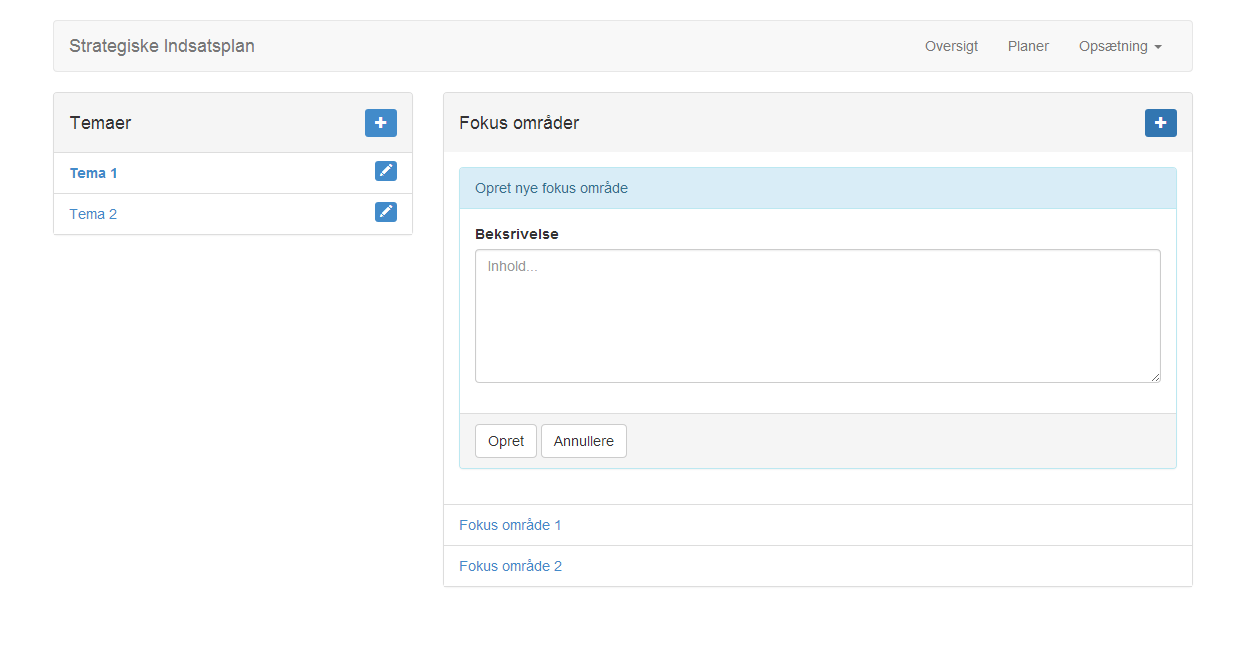 Strategiske Indsatsplan
Oversigt Planer Opsætning
Temaer
Tema 1
Tema 2
Fokus områder
Opret nye fokus område
Beksrivelse
Inhold...
Opret Annullere
Fokus område 1
Fokus område 2